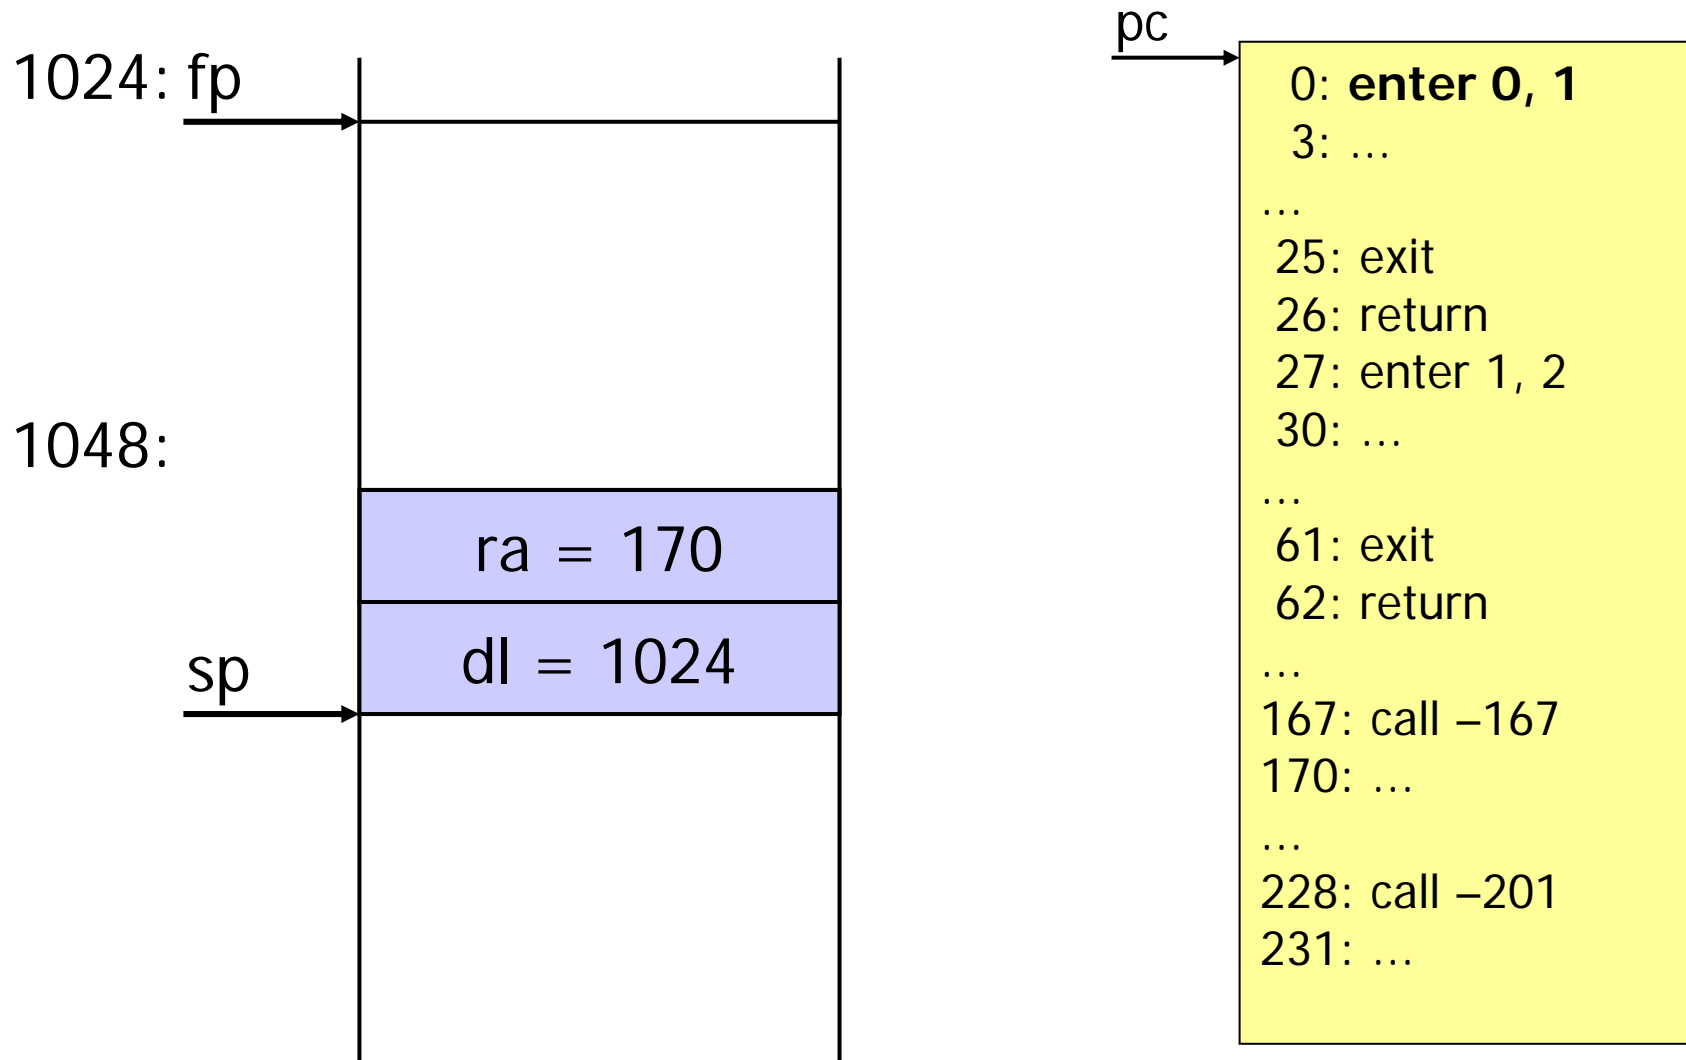 1024: fp
1048:
ra = 170
dl = 1024
sp
pc
0: enter 0, 1
3: ...
...
25: exit
26: return
27: enter 1, 2
30: ...
...
61: exit
62: return
...
167: call –167
170: ...
...
228: call –201
231: ...